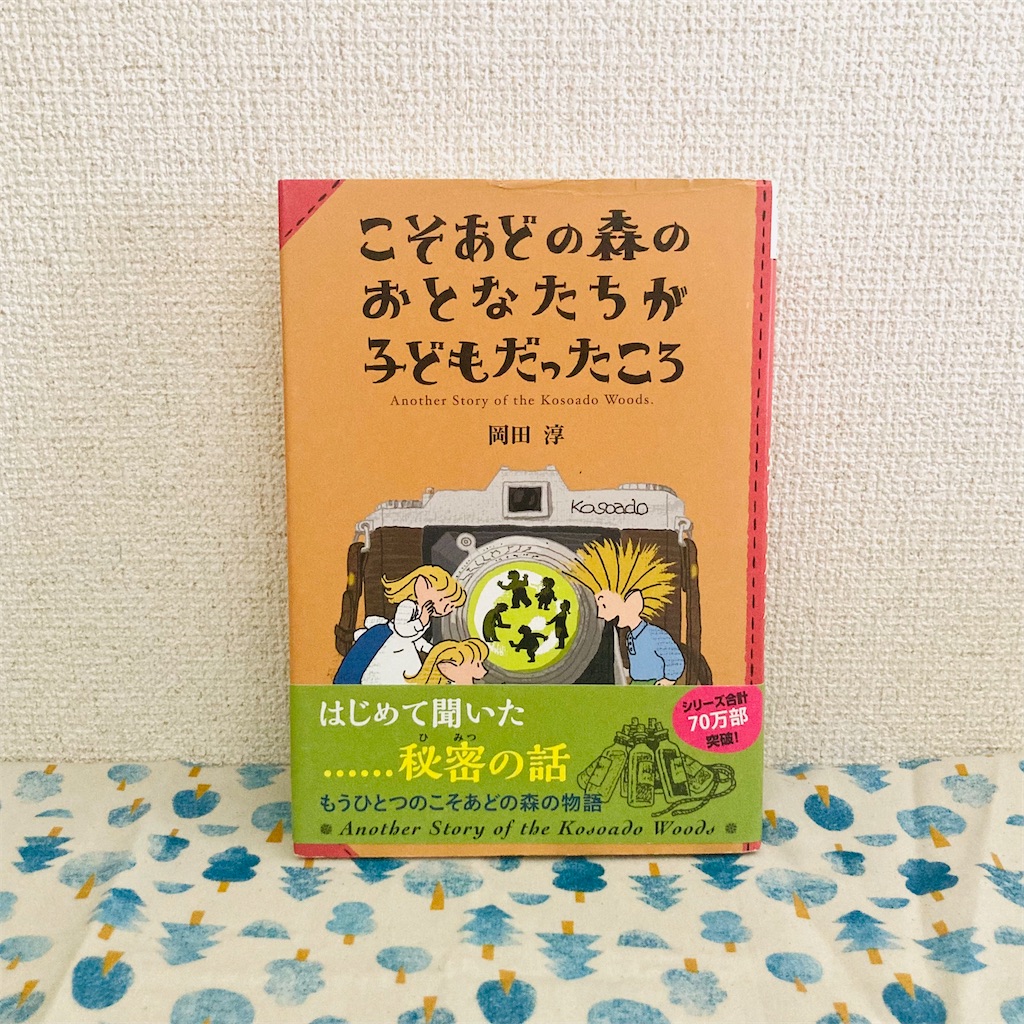 こそあどの森の
おとなたちが
子どもだったころ
Another Story of the Kosoado Woods.
岡田 淳
Kosoado
はじめて聞いた
……秘密の話
ひみつ
シリーズ合計
70万部
突破!
もうひとつのこそあどの森の物語
Another Story of the Kosoado Woods